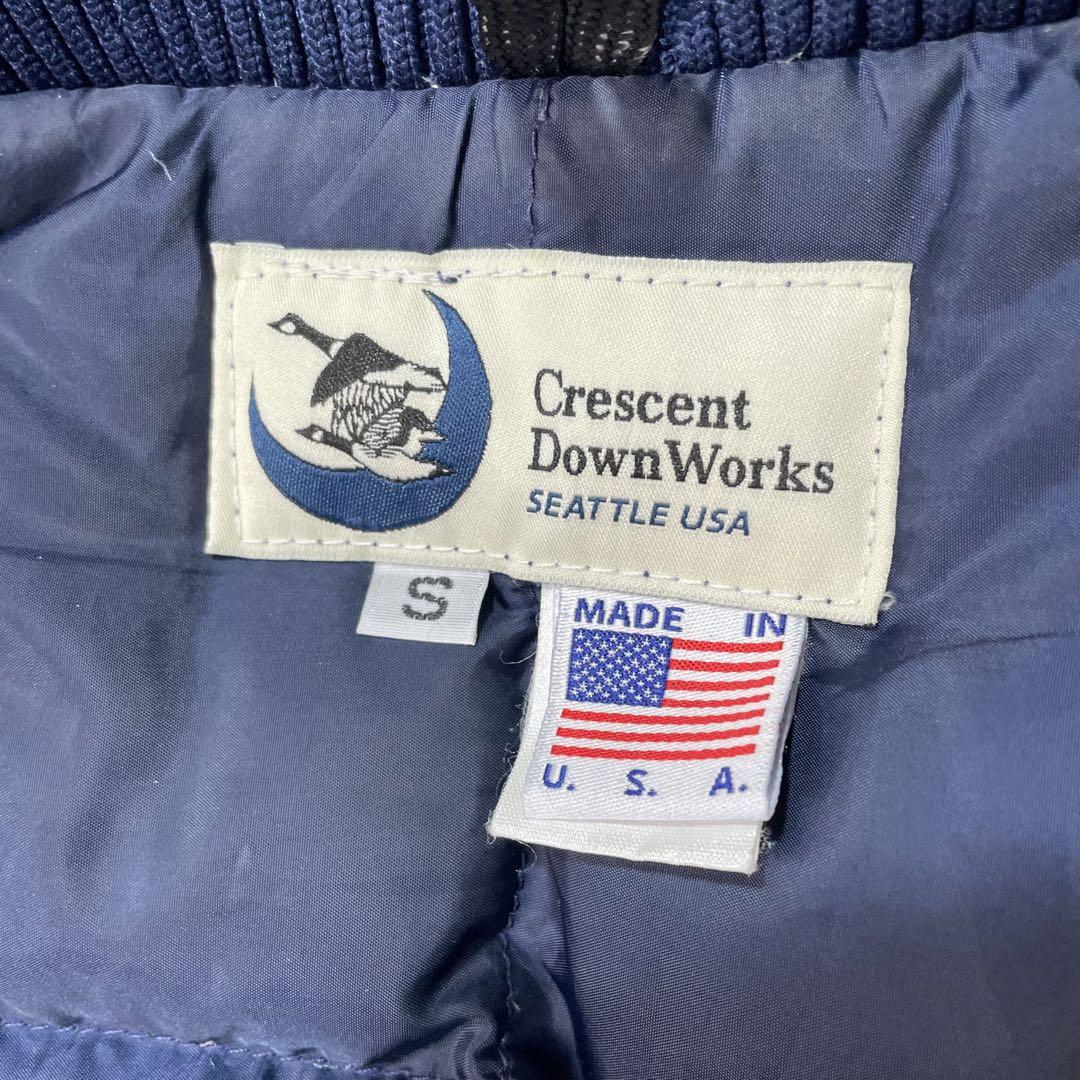 Crescent
DownWorks
SEATTLE USA
S
MADE IN
U. S. A.